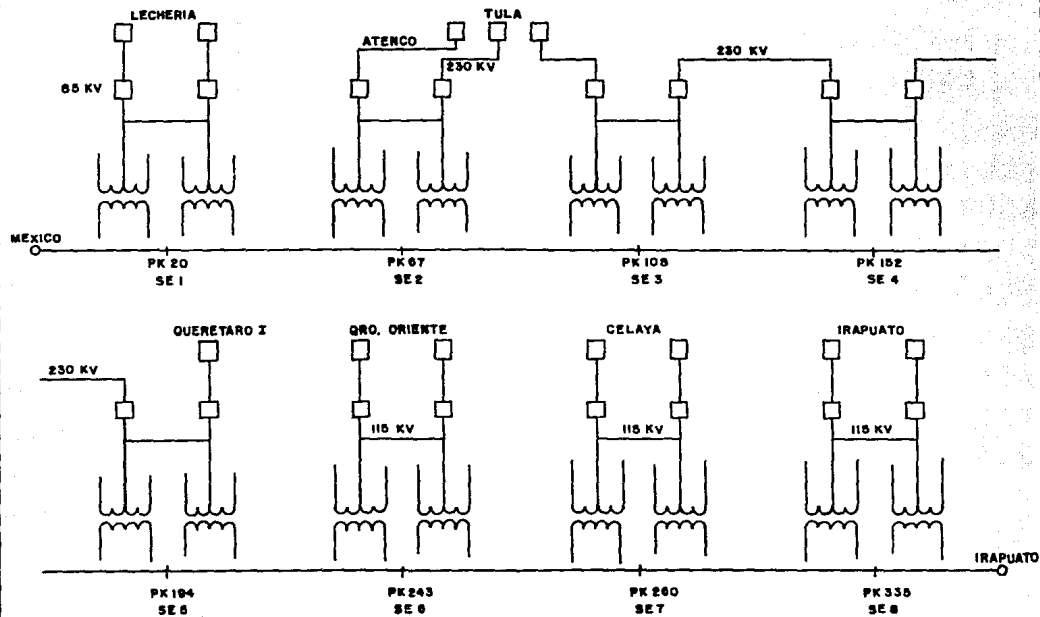 LECHERIA
TULA
ATENCO
230 KV
230 KV
85 KV
MEXICO
PK 20
PK 67
PK 108
PK 152
SE 1
SE 2
SE 3
SE 4
QUERETARO I
QRO. ORIENTE
CELAYA
IRAPUATO
230 KV
115 KV
115 KV
115 KV
IRAPUATO
PK 194
PK 243
PK 260
PK 335
SE 5
SE 6
SE 7
SE 8